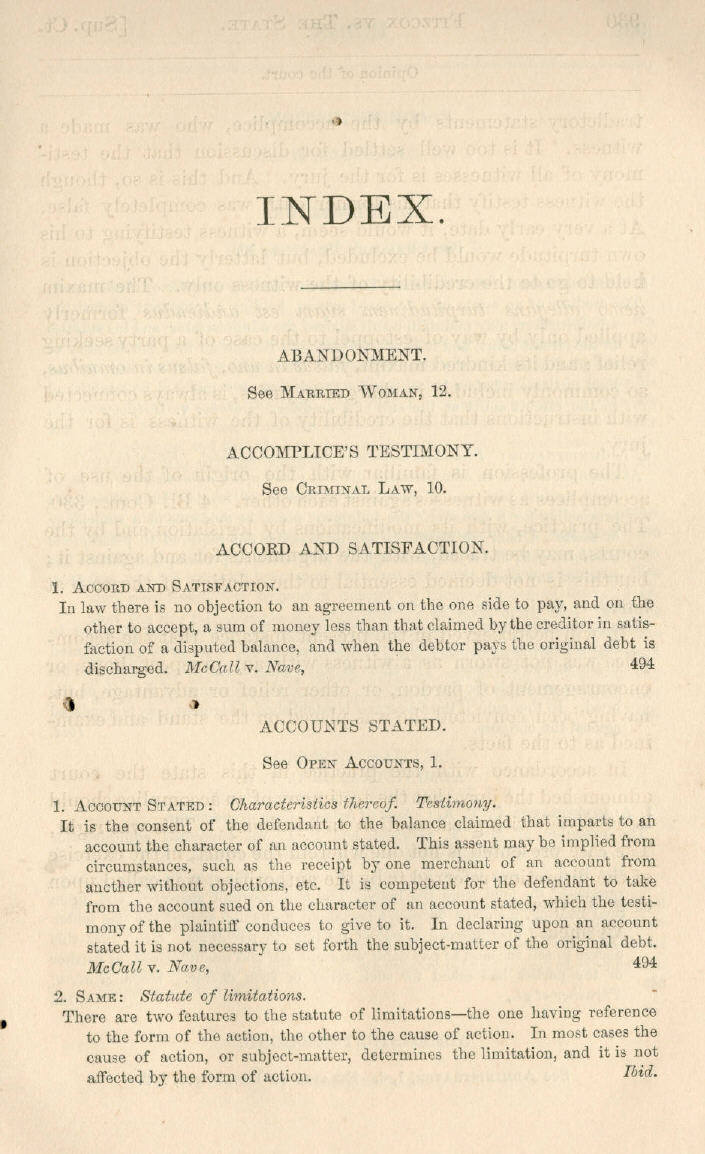 INDEX.
ABANDONMENT.
See Married Woman, 12.
ACCOMPLICE'S TESTIMONY.
See Criminal Law, 10.
ACCORD AND SATISFACTION.
1. Accord and Satisfaction.
In law there is no objection to an agreement on the one side to pay, and on the
other to accept, a sum of money less than that claimed by the creditor in satis-
faction of a disputed balance, and when the debtor pays the original debt is
discharged. McCall v. Nave, 494
ACCOUNTS STATED.
See Open Accounts, 1.
1. Account Stated: Characteristics thereof. Testimony.
It is the consent of the defendant to the balance claimed that imparts to an
account the character of an account stated. This assent may be implied from
circumstances, such as the receipt by one merchant of an account from
another without objections, etc. It is competent for the defendant to take
from the account sued on the character of an account stated, which the testi-
mony of the plaintiff conduces to give to it. In declaring upon an account
stated it is not necessary to set forth the subject-matter of the original debt.
McCall v. Nave, 494
2. Same: Statute of limitations.
There are two features to the statute of limitations—the one having reference
to the form of the action, the other to the cause of action. In most cases the
cause of action, or subject-matter, determines the limitation, and it is not
affected by the form of action. Ibid.